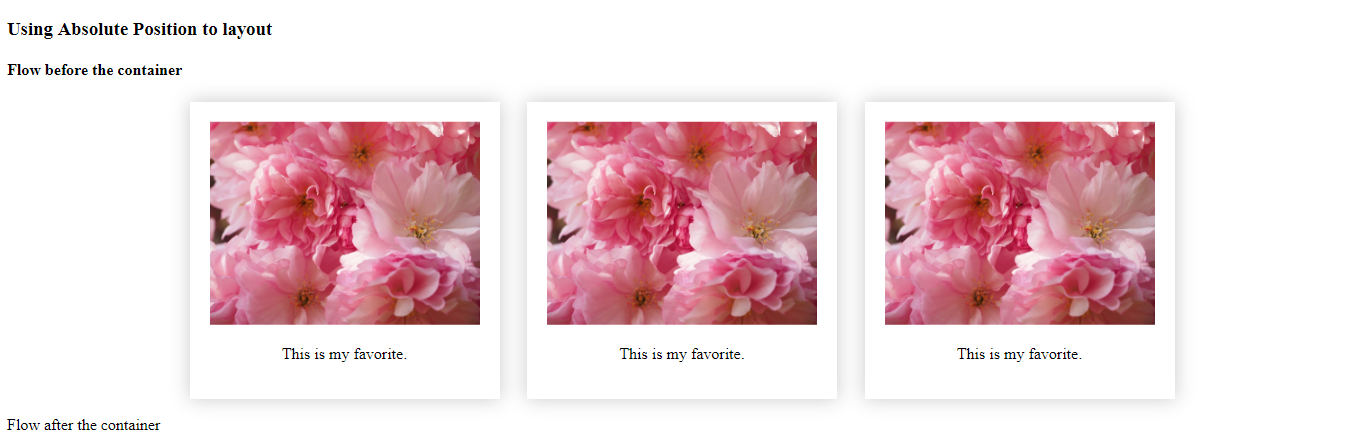 Using Absolute Position to layout
Flow before the container
This is my favorite.
This is my favorite.
This is my favorite.
Flow after the container